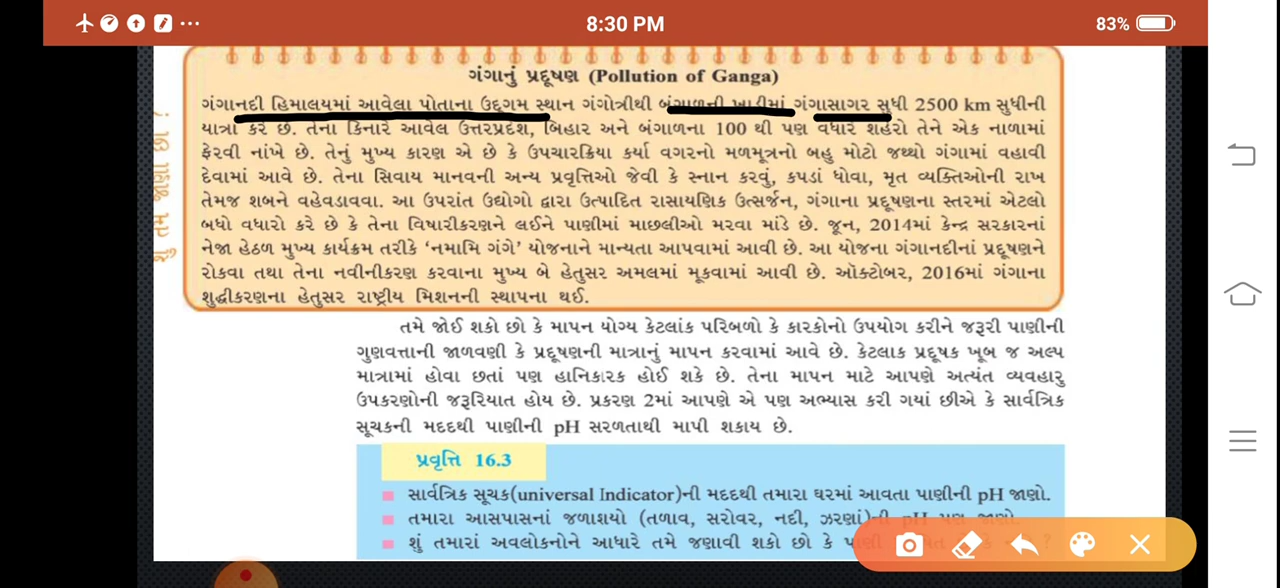 8:30 PM
83%
ગંગાનું પ્રદૂષણ (Pollution of Ganga)
ગંગાનદી હિમાલયમાં આવેલા પોતાના ઉદ્દગમ સ્થાન ગંગોત્રીથી બંગાળની ખાડીમાં ગંગાસાગર સુધી 2500 km સુધીની
યાત્રા કરે છે. તેના કિનારે આવેલ ઉત્તરપ્રદેશ, બિહાર અને બંગાળના 100 થી પણ વધારે શહેરો તેને એક નાળામાં
ફેરવી નાંખે છે. તેનું મુખ્ય કારણ એ છે કે ઉપચારક્રિયા કર્યા વગરનો મળમૂત્રનો બહુ મોટો જથ્થો ગંગામાં વહાવી
દેવામાં આવે છે. તેના સિવાય માનવની અન્ય પ્રવૃત્તિઓ જેવી કે સ્નાન કરવું, કપડાં ધોવા, મૃત વ્યક્તિઓની રાખ
તેમજ શબને વહેવડાવવા. આ ઉપરાંત ઉદ્યોગો દ્વારા ઉત્પાદિત રાસાયણિક ઉત્સર્જન, ગંગાના પ્રદૂષણના સ્તરમાં એટલો
બધો વધારો કરે છે કે તેના વિષારીકરણને લઈને પાણીમાં માછલીઓ મરવા માંડે છે. જૂન, 2014માં કેન્દ્ર સરકારનાં
નેજા હેઠળ મુખ્ય કાર્યક્રમ તરીકે ‘નમામિ ગંગે’ યોજનાને માન્યતા આપવામાં આવી છે. આ યોજના ગંગાનદીનાં પ્રદૂષણને
રોકવા તથા તેના નવીનીકરણ કરવાના મુખ્ય બે હેતુસર અમલમાં મૂકવામાં આવી છે. ઑક્ટોબર, 2016માં ગંગાના
શુદ્ધીકરણના હેતુસર રાષ્ટ્રીય મિશનની સ્થાપના થઈ.
શું તમે જાણો છો ?
તમે જોઈ શકો છો કે માપન યોગ્ય કેટલાંક પરિબળો કે કારકોનો ઉપયોગ કરીને જરૂરી પાણીની
ગુણવત્તાની જાળવણી કે પ્રદૂષણની માત્રાનું માપન કરવામાં આવે છે. કેટલાક પ્રદૂષક ખૂબ જ અલ્પ
માત્રામાં હોવા છતાં પણ હાનિકારક હોઈ શકે છે. તેના માપન માટે આપણે અત્યંત વ્યવહારુ
ઉપકરણોની જરૂરિયાત હોય છે. પ્રકરણ 2માં આપણે એ પણ અભ્યાસ કરી ગયાં છીએ કે સાર્વત્રિક
સૂચકની મદદથી પાણીની pH સરળતાથી માપી શકાય છે.
પ્રવૃત્તિ 16.3
સાર્વત્રિક સૂચક(universal Indicator)ની મદદથી તમારા ઘરમાં આવતા પાણીની pH જાણો.
તમારા આસપાસનાં જળાશયો (તળાવ, સરોવર, નદી, ઝરણાં)ની pH પણ જાણો.
શું તમારાં અવલોકનોને આધારે તમે જણાવી શકો છો કે